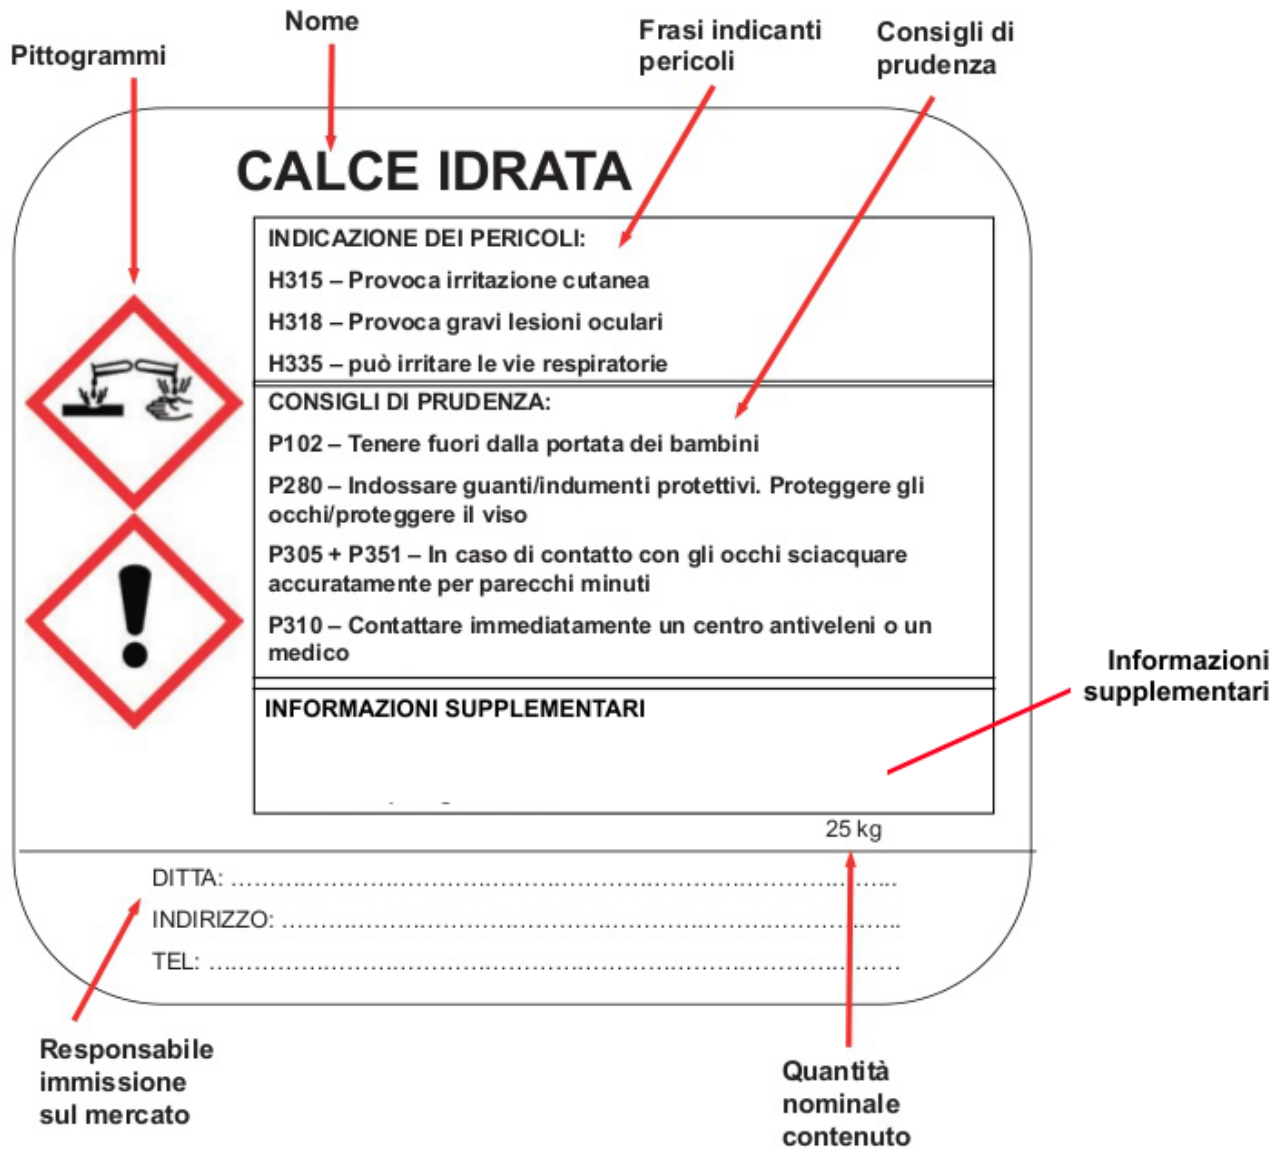 Nome
Pittogrammi
Frasi indicanti
pericoli
Consigli di
prudenza
CALCE IDRATA
INDICAZIONE DEI PERICOLI:
H315 – Provoca irritazione cutanea
H318 – Provoca gravi lesioni oculari
H335 – può irritare le vie respiratorie
CONSIGLI DI PRUDENZA:
P102 – Tenere fuori dalla portata dei bambini
P280 – Indossare guanti/indumenti protettivi. Proteggere gli
occhi/proteggere il viso
P305 + P351 – In caso di contatto con gli occhi sciacquare
accuratamente per parecchi minuti
P310 – Contattare immediatamente un centro antiveleni o un
medico
Informazioni
supplementari
INFORMAZIONI SUPPLEMENTARI
25 kg
DITTA: ................................................................
INDIRIZZO: ................................................................
TEL: ................................................................
Responsabile
immissione
sul mercato
Quantità
nominale
contenuto